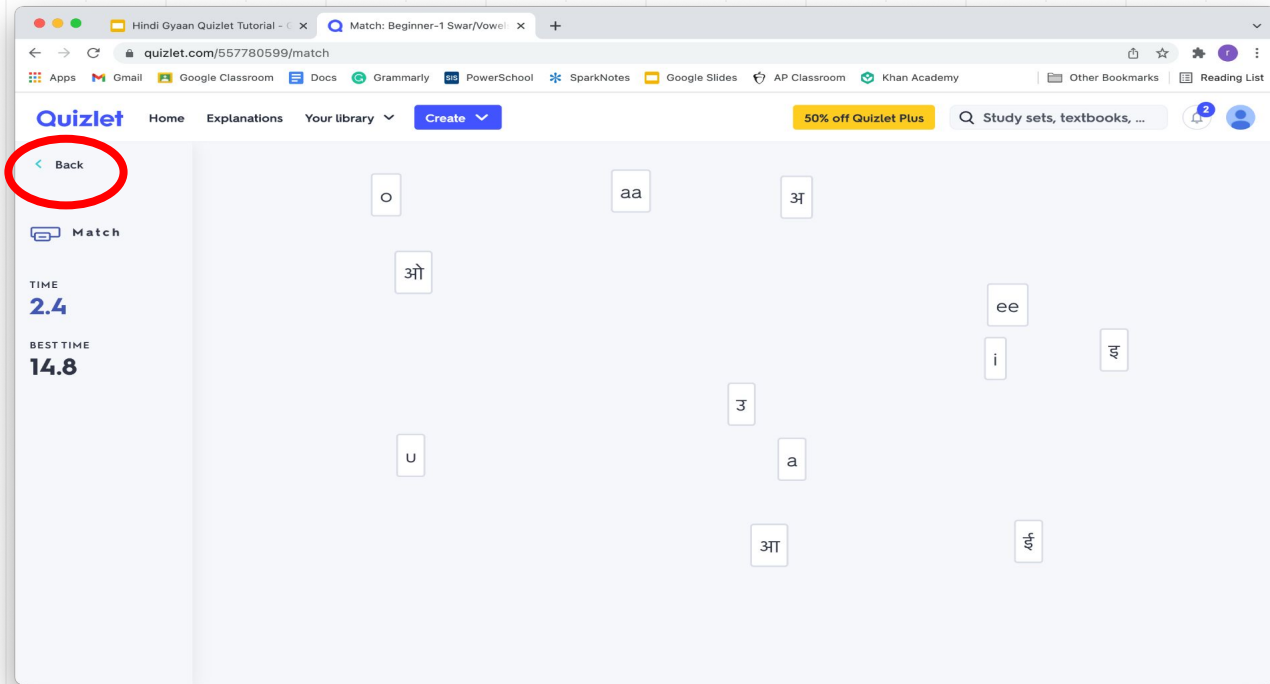 Hindi Gyaan Quizlet Tutorial - G
Match: Beginner-1 Swar/Vowel
quizlet.com/557780599/match
Apps Gmail Google Classroom Docs Grammarly SIS PowerSchool SparkNotes Google Slides AP Classroom Khan Academy Other Bookmarks Reading List
Quizlet Home Explanations Your library Create 50% off Quizlet Plus Study sets, textbooks, ... 2
Back
Match
TIME
2.4
BEST TIME
14.8
o
aa
अ
ओ
ee
i
इ
उ
u
a
आ
ई